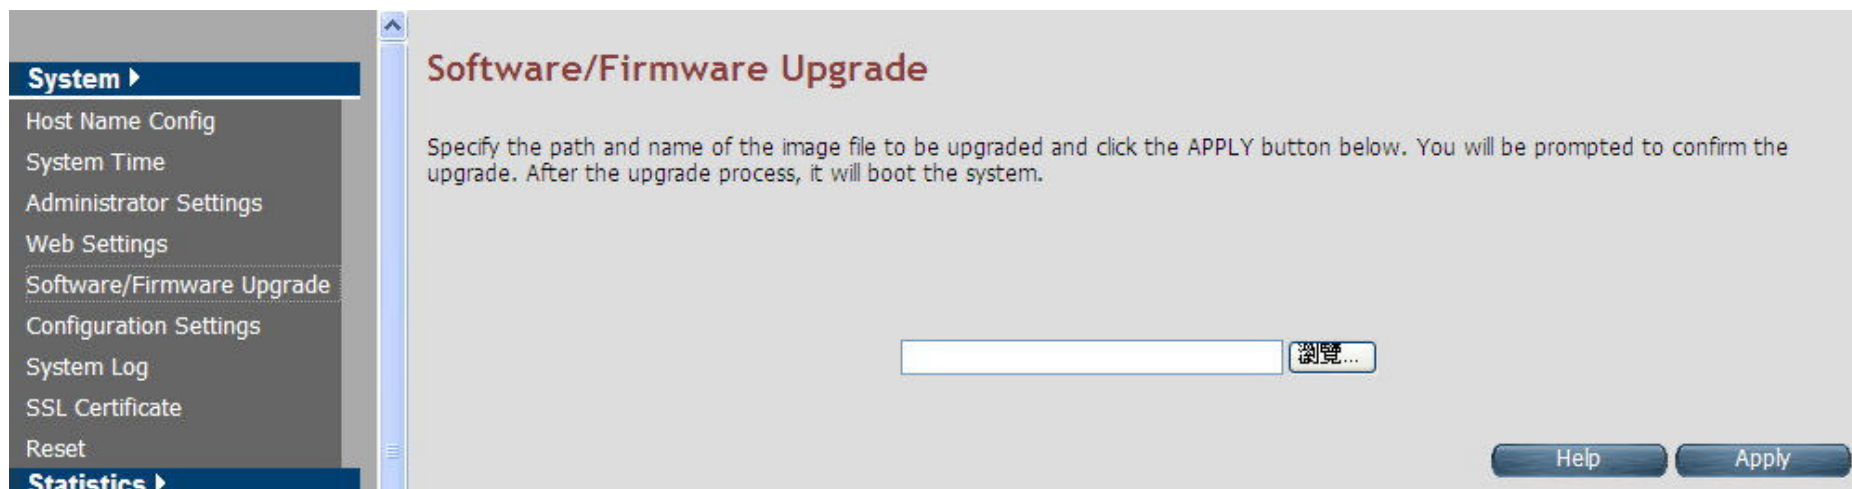 System
Host Name Config
System Time
Administrator Settings
Web Settings
Software/Firmware Upgrade
Configuration Settings
System Log
SSL Certificate
Reset
Statistics
Software/Firmware Upgrade
Specify the path and name of the image file to be upgraded and click the APPLY button below. You will be prompted to confirm the
upgrade. After the upgrade process, it will boot the system.
瀏覽...
Help
Apply